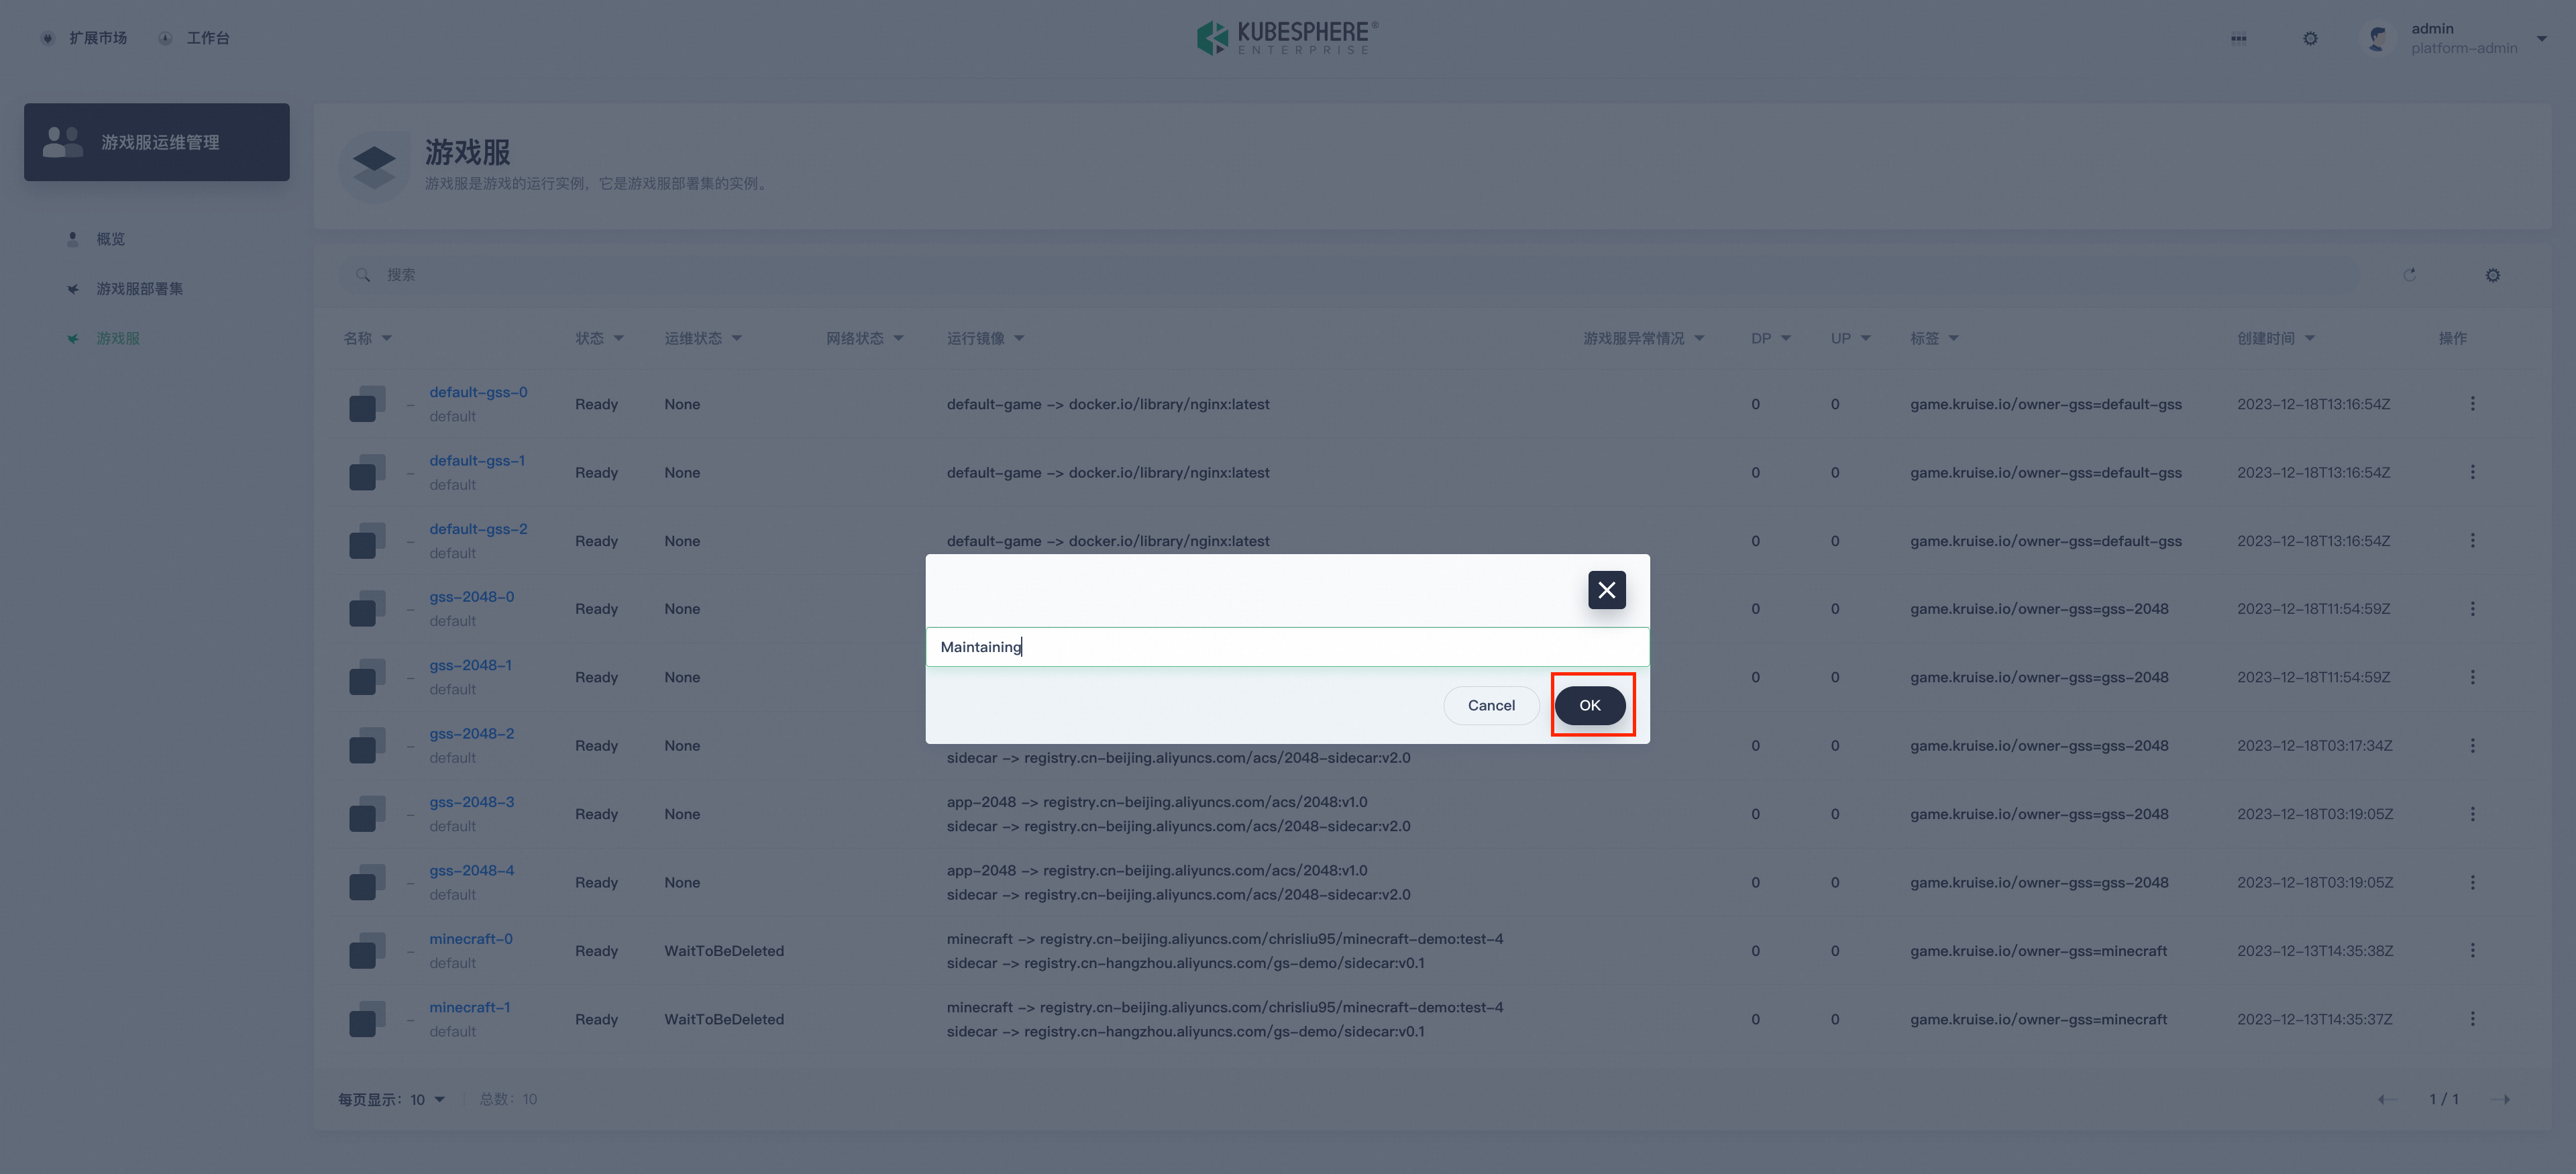 扩展市场
工作台
KUBESPHERE®
ENTERPRISE
admin
platform-admin
游戏服运维管理
概览
游戏服部署集
游戏服
游戏服
游戏服是游戏的运行实例，它是游戏服部署集的实例。
搜索
名称 状态 运维状态 网络状态 运行镜像 游戏服异常情况 DP UP 标签 创建时间 操作
default-gss-0
default
- Ready None default-game -> docker.io/library/nginx:latest 0 0 game.kruise.io/owner-gss=default-gss 2023-12-18T13:16:54Z
default-gss-1
default
- Ready None default-game -> docker.io/library/nginx:latest 0 0 game.kruise.io/owner-gss=default-gss 2023-12-18T13:16:54Z
default-gss-2
default
- Ready None default-game -> docker.io/library/nginx:latest 0 0 game.kruise.io/owner-gss=default-gss 2023-12-18T13:16:54Z
gss-2048-0
default
- Ready None 0 0 game.kruise.io/owner-gss=gss-2048 2023-12-18T11:54:59Z
gss-2048-1
default
- Ready None 0 0 game.kruise.io/owner-gss=gss-2048 2023-12-18T11:54:59Z
Maintaining
Cancel OK
gss-2048-2
default
- Ready None 0 0 game.kruise.io/owner-gss=gss-2048 2023-12-18T03:17:34Z
sidecar -> registry.cn-beijing.aliyuncs.com/acs/2048-sidecar:v2.0
gss-2048-3
default
- Ready None 0 0 game.kruise.io/owner-gss=gss-2048 2023-12-18T03:19:05Z
app-2048 -> registry.cn-beijing.aliyuncs.com/acs/2048:v1.0
sidecar -> registry.cn-beijing.aliyuncs.com/acs/2048-sidecar:v2.0
gss-2048-4
default
- Ready None 0 0 game.kruise.io/owner-gss=gss-2048 2023-12-18T03:19:05Z
app-2048 -> registry.cn-beijing.aliyuncs.com/acs/2048:v1.0
sidecar -> registry.cn-beijing.aliyuncs.com/acs/2048-sidecar:v2.0
minecraft-0
default
- Ready WaitToBeDeleted 0 0 game.kruise.io/owner-gss=minecraft 2023-12-13T14:35:38Z
minecraft -> registry.cn-beijing.aliyuncs.com/chrisliu95/minecraft-demo:test-4
sidecar -> registry.cn-hangzhou.aliyuncs.com/gs-demo/sidecar:v0.1
minecraft-1
default
- Ready WaitToBeDeleted 0 0 game.kruise.io/owner-gss=minecraft 2023-12-13T14:35:37Z
minecraft -> registry.cn-beijing.aliyuncs.com/chrisliu95/minecraft-demo:test-4
sidecar -> registry.cn-hangzhou.aliyuncs.com/gs-demo/sidecar:v0.1
每页显示：10 总数：10
1 / 1